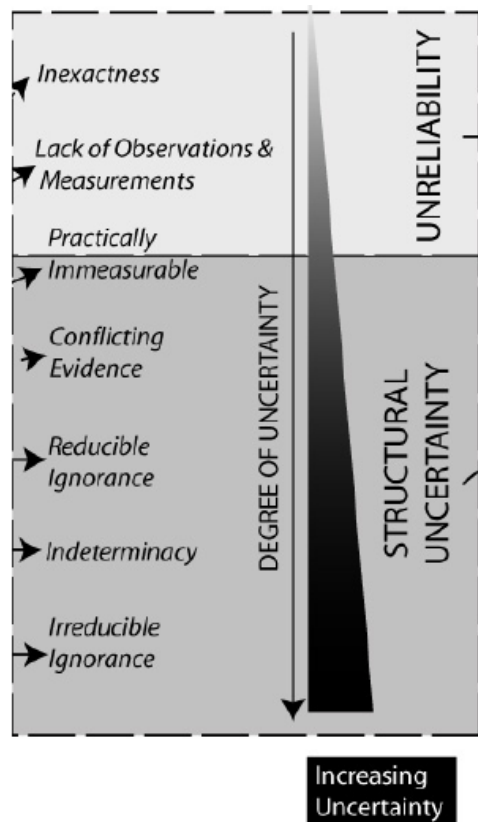 Inexactness
Lack of Observations &
Measurements
Practically
Immeasurable
Conflicting
Evidence
Reducible
Ignorance
Indeterminacy
Irreducible
Ignorance
DEGREE OF UNCERTAINTY
UNRELIABILITY
STRUCTURAL
UNCERTAINTY
Increasing
Uncertainty